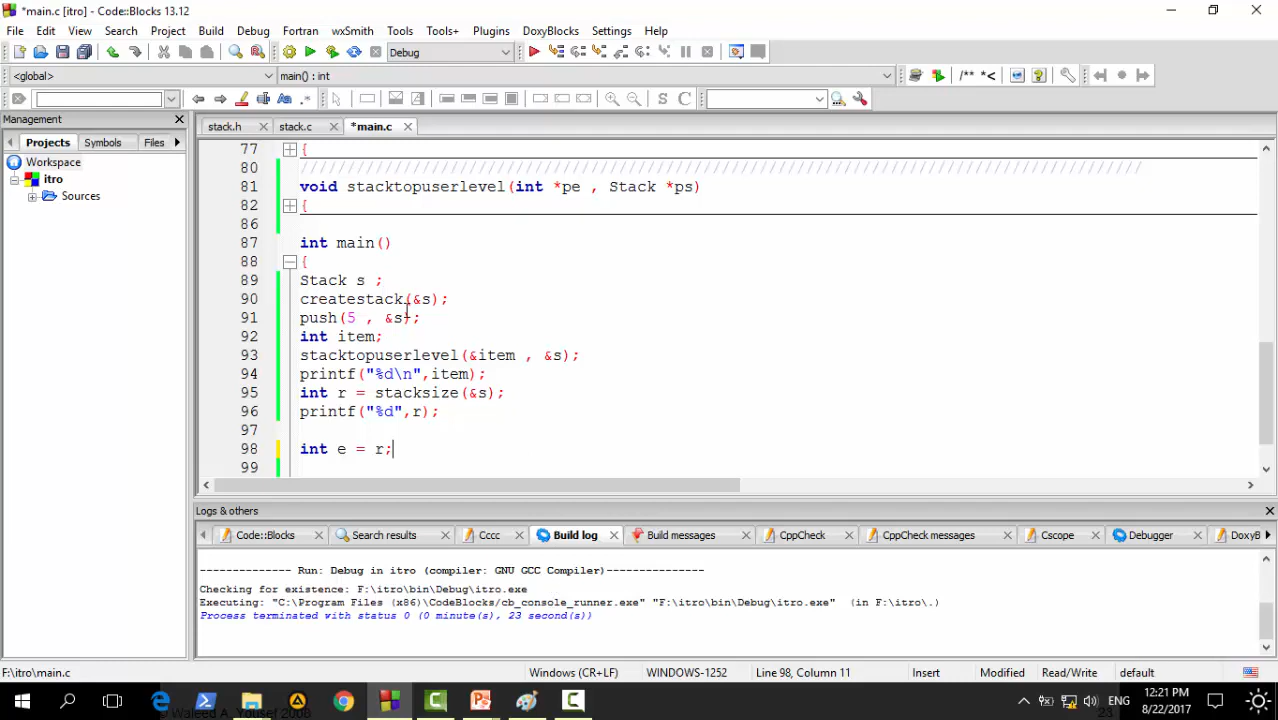 *main.c [itro] - Code::Blocks 13.12
File Edit View Search Project Build Debug Fortran wxSmith Tools Tools+ Plugins DoxyBlocks Settings Help
Debug
<global> main() : int /** *<
S C
Management
stack.h stack.c *main.c
Projects Symbols Files
Workspace
itro
Sources
77 {
80 ////////////////////////////////////////////////////////////////////////////////////////
81 void stacktopuserlevel(int *pe , Stack *ps)
82 {
86
87 int main()
88 {
89 Stack s ;
90 createstack(&s);
91 push(5 , &s);
92 int item;
93 stacktopuserlevel(&item , &s);
94 printf("%d\n",item);
95 int r = stacksize(&s);
96 printf("%d",r);
97
98 int e = r;
99
Logs & others
Code::Blocks Search results Cccc Build log Build messages CppCheck CppCheck messages Cscope Debugger DoxyB
-------------- Run: Debug in itro (compiler: GNU GCC Compiler)---------------
Checking for existence: F:\itro\bin\Debug\itro.exe
Executing: "C:\Program Files (x86)\CodeBlocks/cb_console_runner.exe" "F:\itro\bin\Debug\itro.exe" (in F:\itro\.)
Process terminated with status 0 (0 minute(s), 23 second(s))
F:\itro\main.c Windows (CR+LF) WINDOWS-1252 Line 98, Column 11 Insert Modified Read/Write default
ENG 12:21 PM
8/22/2017
Waleed A. Yousef 2008 23